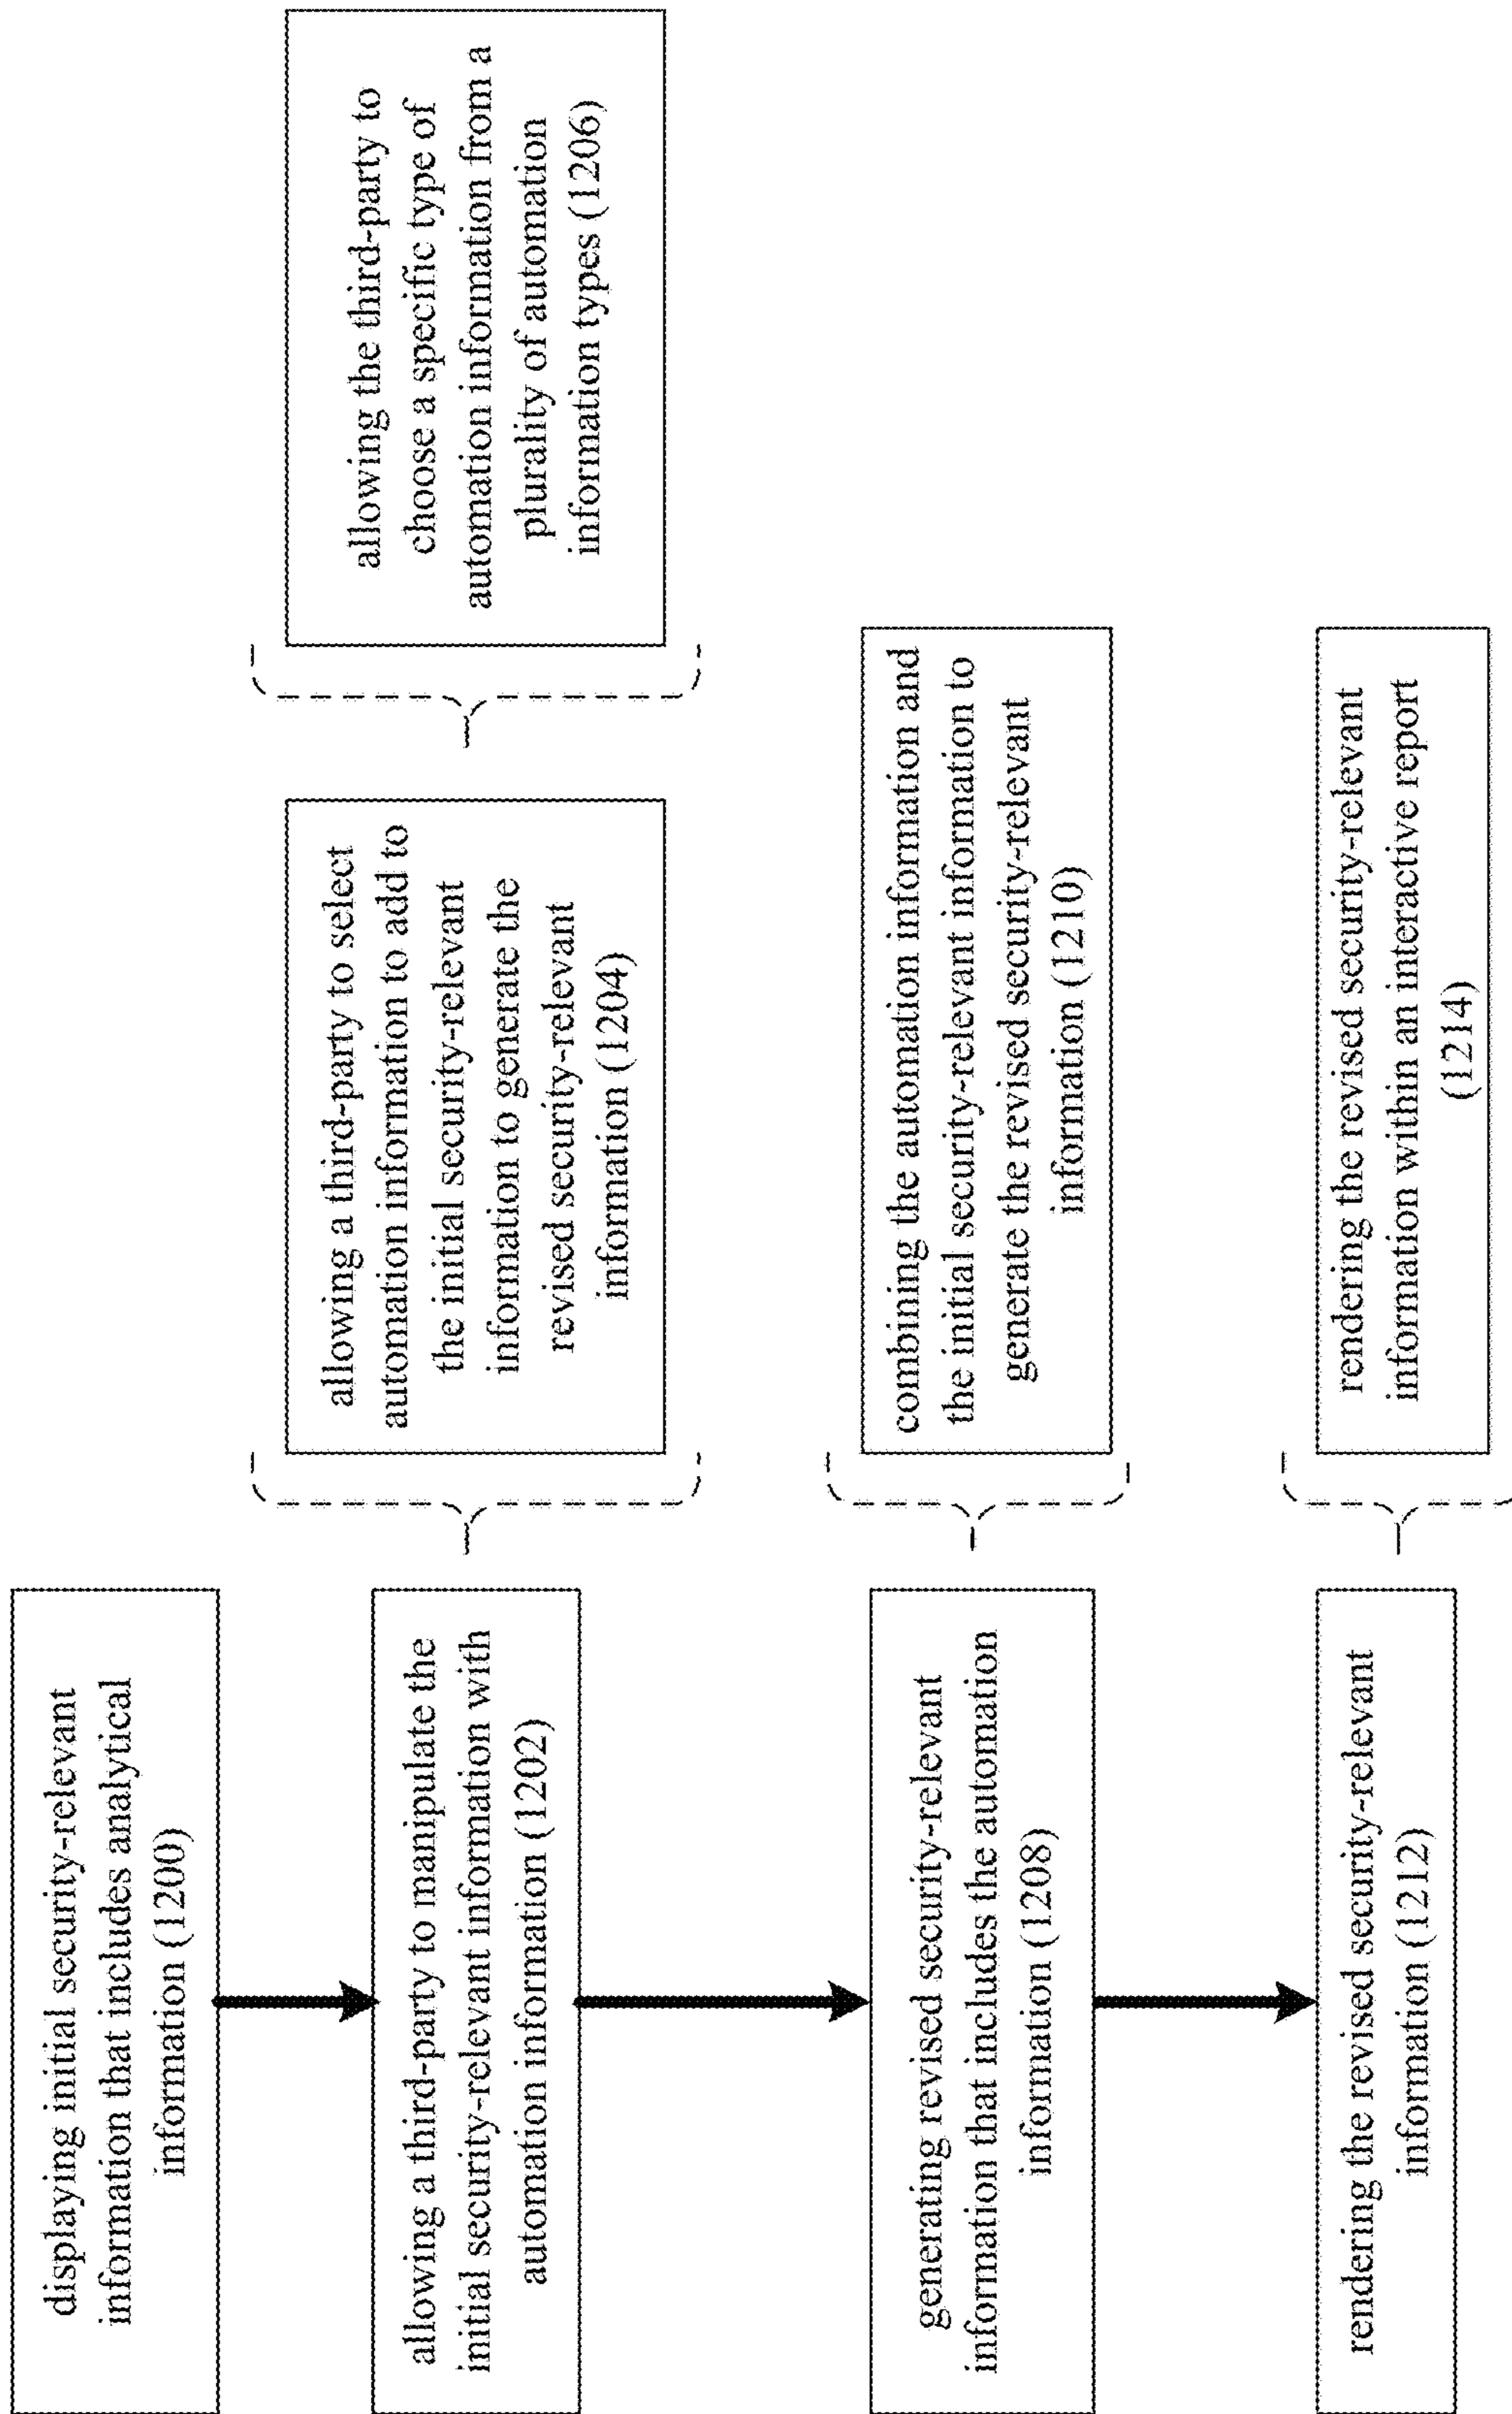 displaying initial security-relevant
information that includes analytical
information (1200)
allowing a third-party to manipulate the
initial security-relevant information with
automation information (1202)
allowing a third-party to select
automation information to add to
the initial security-relevant
information to generate the
revised security-relevant
information (1204)
allowing the third-party to
choose a specific type of
automation information from a
plurality of automation
information types (1206)
generating revised security-relevant
information that includes the automation
information (1208)
combining the automation information and
the initial security-relevant information to
generate the revised security-relevant
information (1210)
rendering the revised security-relevant
information (1212)
rendering the revised security-relevant
information within an interactive report
(1214)